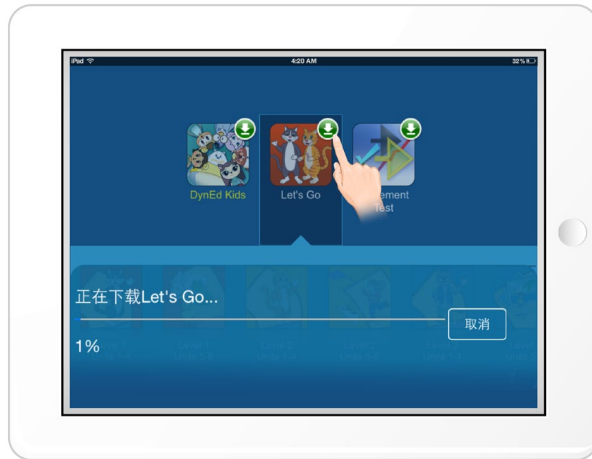 iPad
4:20 AM
32%
DynEd Kids
Let's Go
ement
Test
正在下载Let's Go...
取消
1%